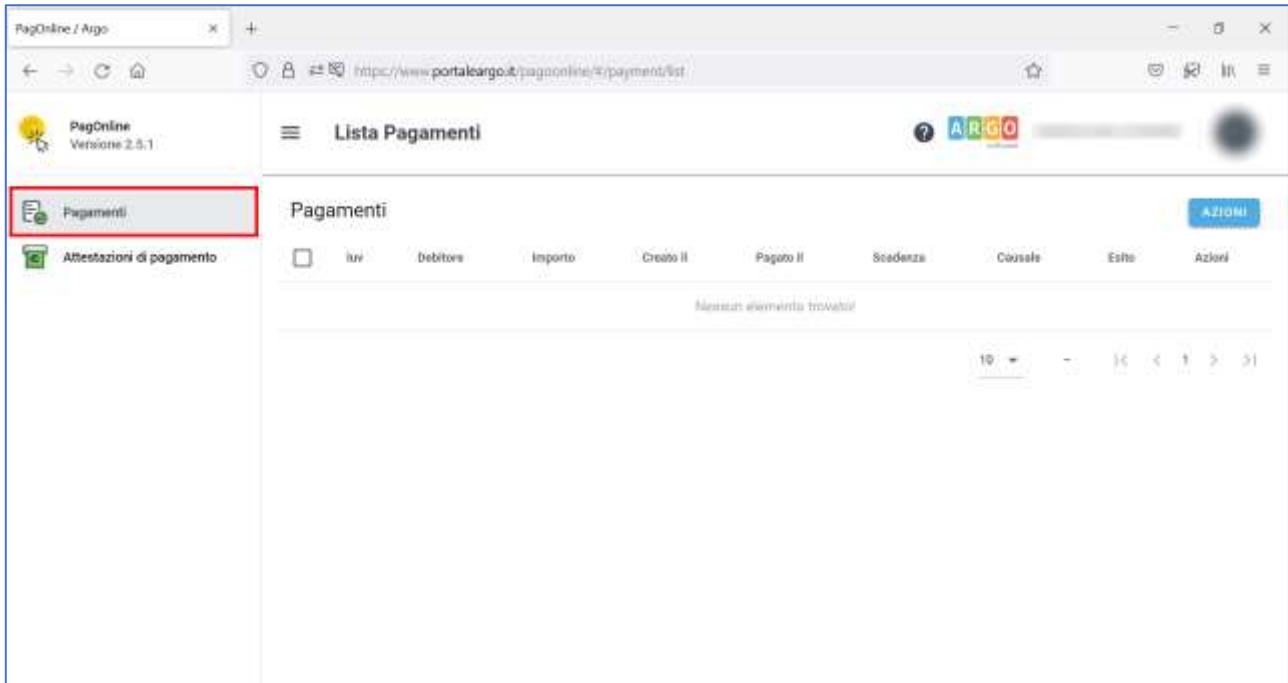 PagOnline / Argo
https://www.portaleargo.it/pagoonline/#/payment/list
PagOnline
Versione 2.5.1
Lista Pagamenti
ARGO
Pagamenti
Attestazioni di pagamento
Pagamenti
AZIONI
Iuv Debitore Importo Creato il Pagato il Scadenza Causale Esito Azioni
Nessun elemento trovato!
10 - 1